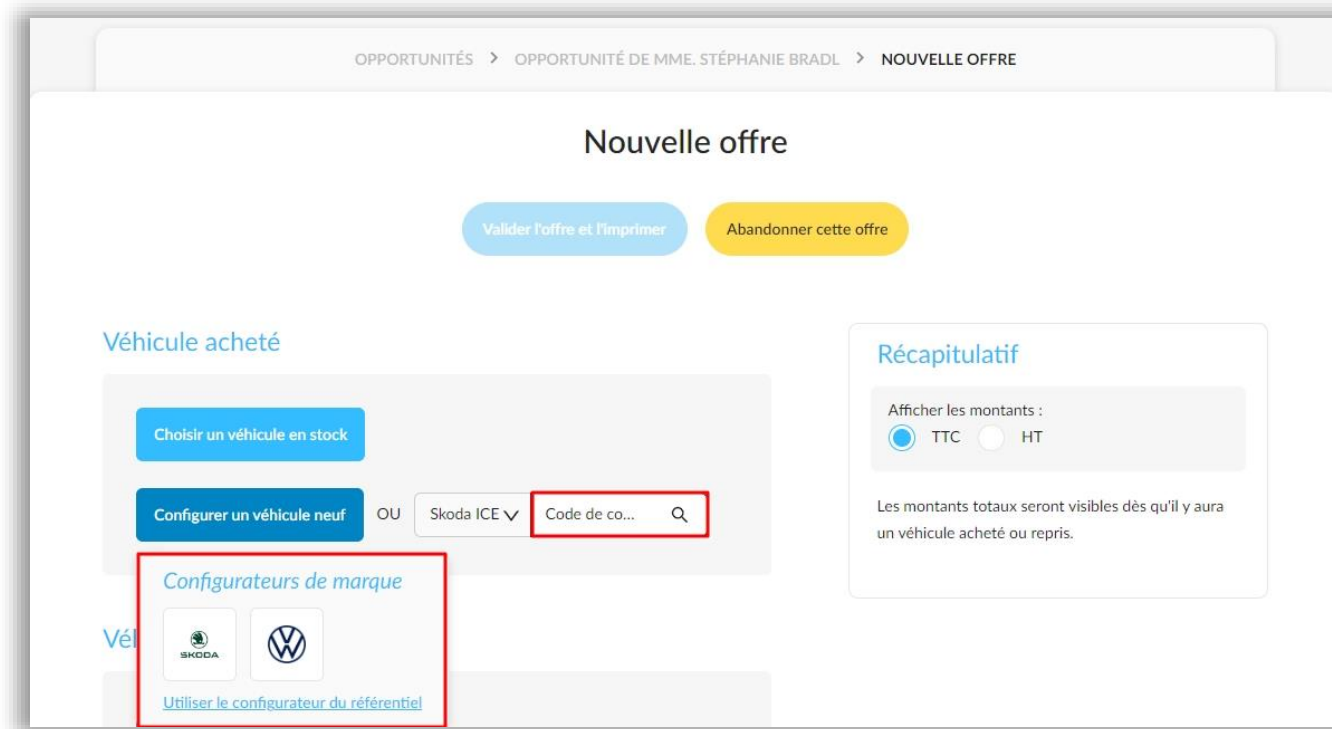 OPPORTUNITÉS > OPPORTUNITÉ DE MME. STÉPHANIE BRADL > NOUVELLE OFFRE
Nouvelle offre
Valider l'offre et l'imprimer
Abandonner cette offre
Véhicule acheté
Choisir un véhicule en stock
Configurer un véhicule neuf
OU
Skoda ICE
Code de co...
Configurateurs de marque
SKODA
Utiliser le configurateur du référentiel
Vél
Récapitulatif
Afficher les montants :
TTC
HT
Les montants totaux seront visibles dès qu'il y aura
un véhicule acheté ou repris.